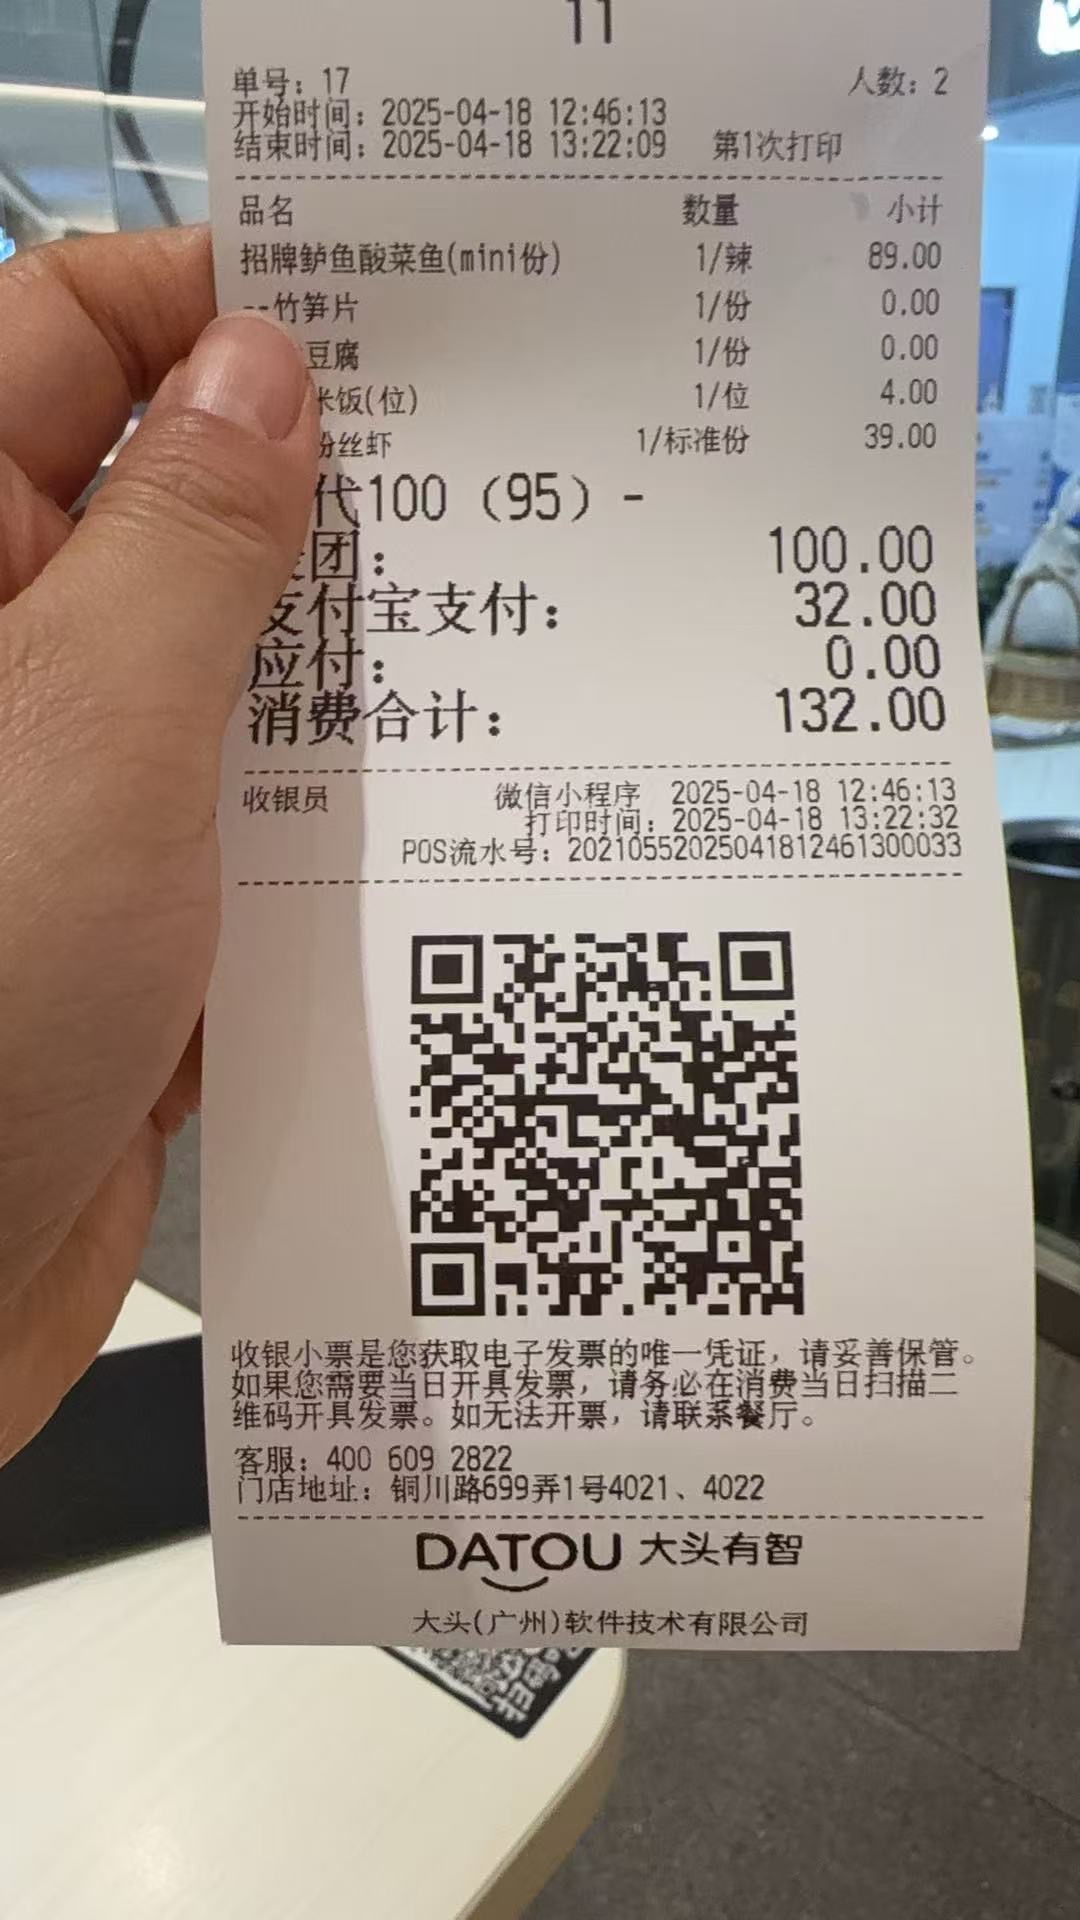 11
单号：17 人数：2
开始时间：2025-04-18 12:46:13
结束时间：2025-04-18 13:22:09 第1次打印
品名 数量 小计
招牌鲈鱼酸菜鱼(mini份) 1/辣 89.00
--竹笋片 1/份 0.00
豆腐 1/份 0.00
米饭(位) 1/位 4.00
粉丝虾 1/标准份 39.00
代100（95）-
团： 100.00
支付宝支付： 32.00
应付： 0.00
消费合计： 132.00
收银员 微信小程序 2025-04-18 12:46:13
打印时间：2025-04-18 13:22:32
POS流水号：20210552025041812461300033
收银小票是您获取电子发票的唯一凭证，请妥善保管。
如果您需要当日开具发票，请务必在消费当日扫描二
维码开具发票。如无法开票，请联系餐厅。
客服：400 609 2822
门店地址：铜川路699弄1号4021、4022
DATOU 大头有智
大头(广州)软件技术有限公司